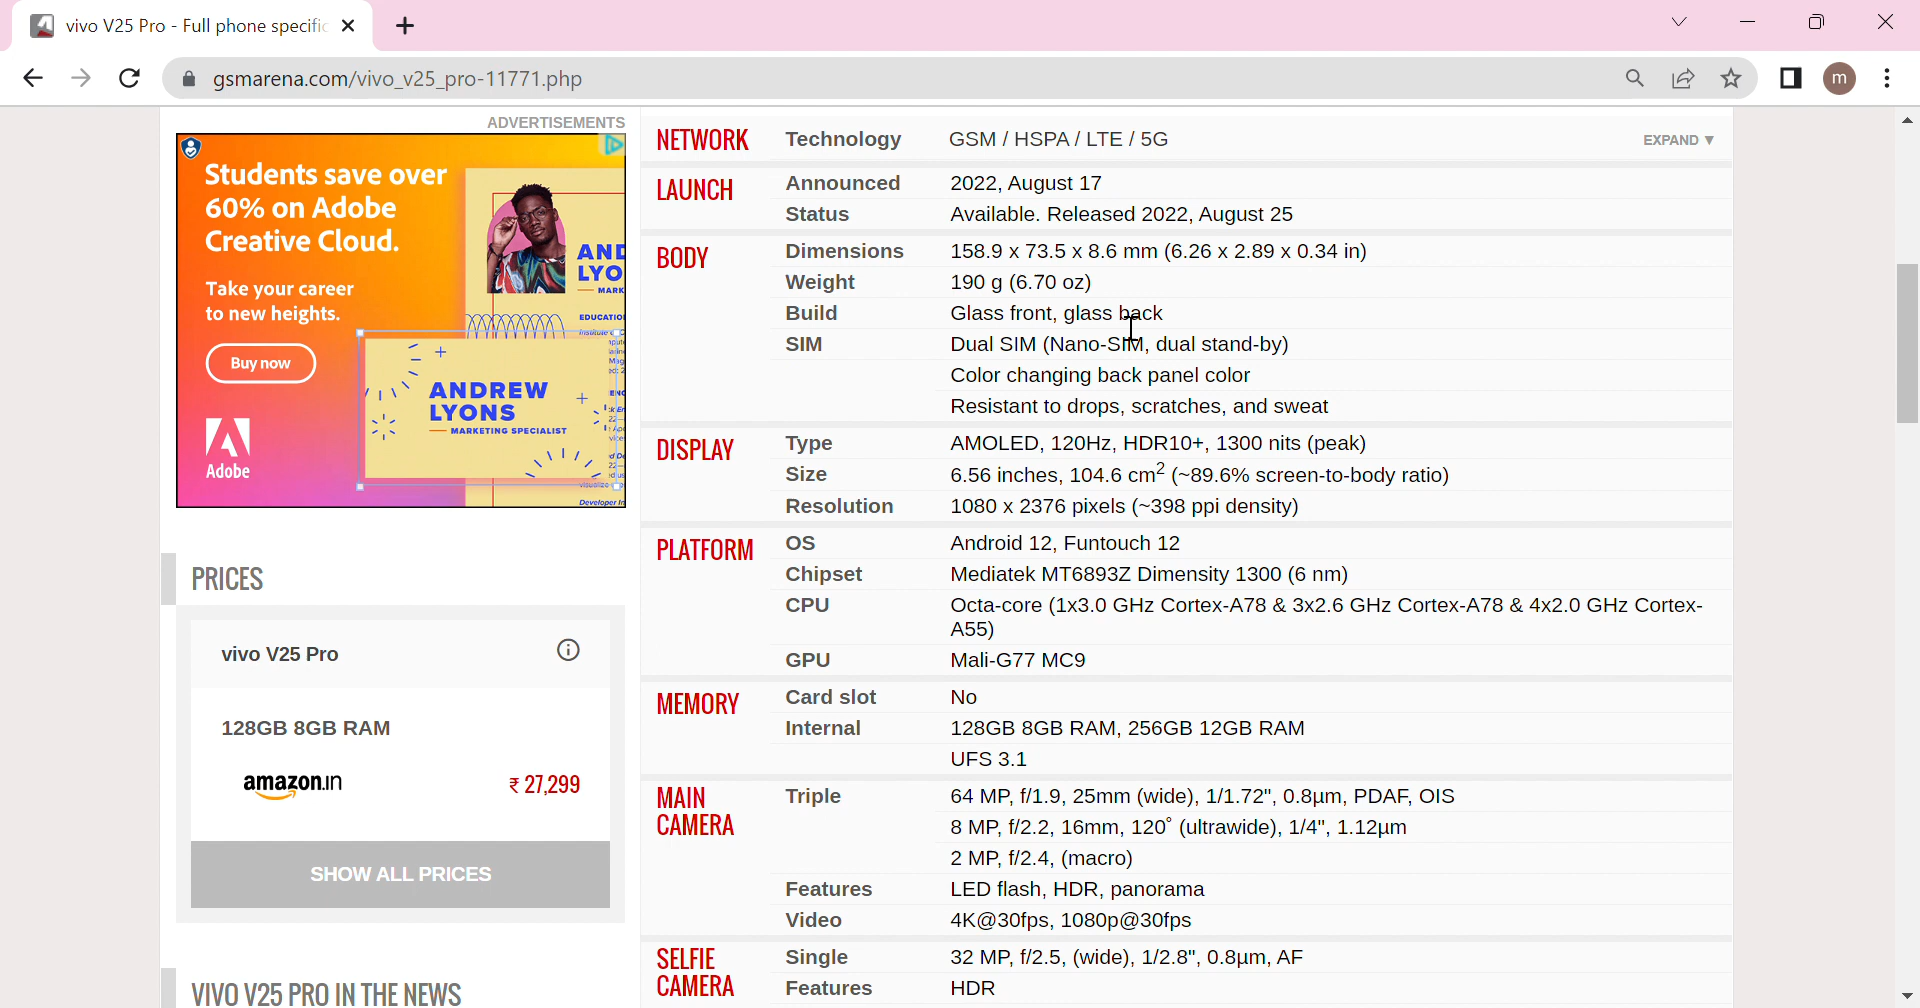 vivo V25 Pro - Full phone specific
gsmarena.com/vivo_v25_pro-11771.php
m
ADVERTISEMENTS
Students save over
60% on Adobe
Creative Cloud.
Take your career
to new heights.
Buy now
Adobe
AND
LYO
MARK
EDUCATIO
ANDREW
LYONS
MARKETING SPECIALIST
Developer In
PRICES
vivo V25 Pro
128GB 8GB RAM
amazon.in
₹ 27,299
SHOW ALL PRICES
VIVO V25 PRO IN THE NEWS
NETWORK Technology GSM / HSPA / LTE / 5G EXPAND ▼
LAUNCH Announced 2022, August 17
Status Available. Released 2022, August 25
BODY Dimensions 158.9 x 73.5 x 8.6 mm (6.26 x 2.89 x 0.34 in)
Weight 190 g (6.70 oz)
Build Glass front, glass back
SIM Dual SIM (Nano-SIM, dual stand-by)
Color changing back panel color
Resistant to drops, scratches, and sweat
DISPLAY Type AMOLED, 120Hz, HDR10+, 1300 nits (peak)
Size 6.56 inches, 104.6 cm² (~89.6% screen-to-body ratio)
Resolution 1080 x 2376 pixels (~398 ppi density)
PLATFORM OS Android 12, Funtouch 12
Chipset Mediatek MT6893Z Dimensity 1300 (6 nm)
CPU Octa-core (1x3.0 GHz Cortex-A78 & 3x2.6 GHz Cortex-A78 & 4x2.0 GHz Cortex-
A55)
GPU Mali-G77 MC9
MEMORY Card slot No
Internal 128GB 8GB RAM, 256GB 12GB RAM
UFS 3.1
MAIN CAMERA Triple 64 MP, f/1.9, 25mm (wide), 1/1.72", 0.8µm, PDAF, OIS
8 MP, f/2.2, 16mm, 120˚ (ultrawide), 1/4", 1.12µm
2 MP, f/2.4, (macro)
Features LED flash, HDR, panorama
Video 4K@30fps, 1080p@30fps
SELFIE CAMERA Single 32 MP, f/2.5, (wide), 1/2.8", 0.8µm, AF
Features HDR